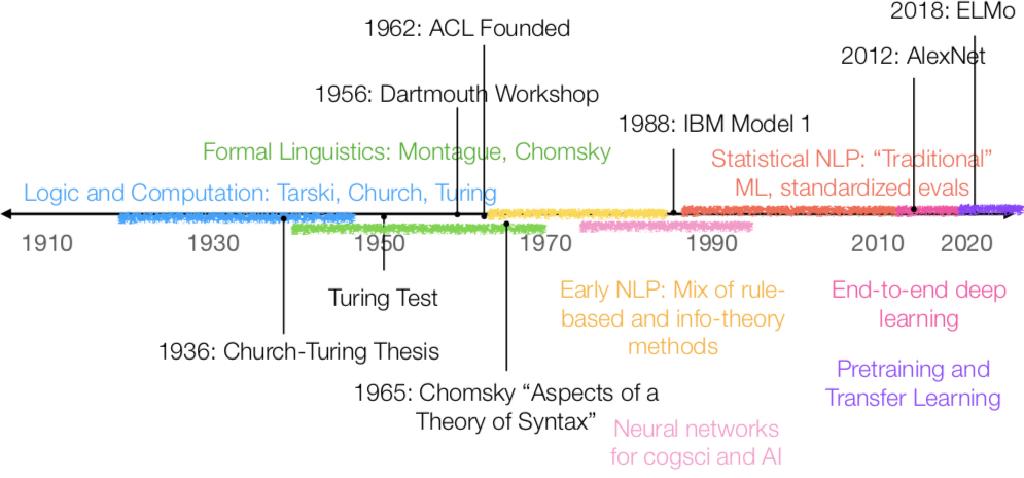 2018: ELMo
1962: ACL Founded
2012: AlexNet
1956: Dartmouth Workshop
1988: IBM Model 1
Formal Linguistics: Montague, Chomsky
Statistical NLP: “Traditional”
ML, standardized evals
Logic and Computation: Tarski, Church, Turing
1910 1930 1950 1970 1990 2010 2020
Turing Test
Early NLP: Mix of rule-
based and info-theory
methods
End-to-end deep
learning
1936: Church-Turing Thesis
Pretraining and
Transfer Learning
1965: Chomsky “Aspects of a
Theory of Syntax”
Neural networks
for cogsci and AI